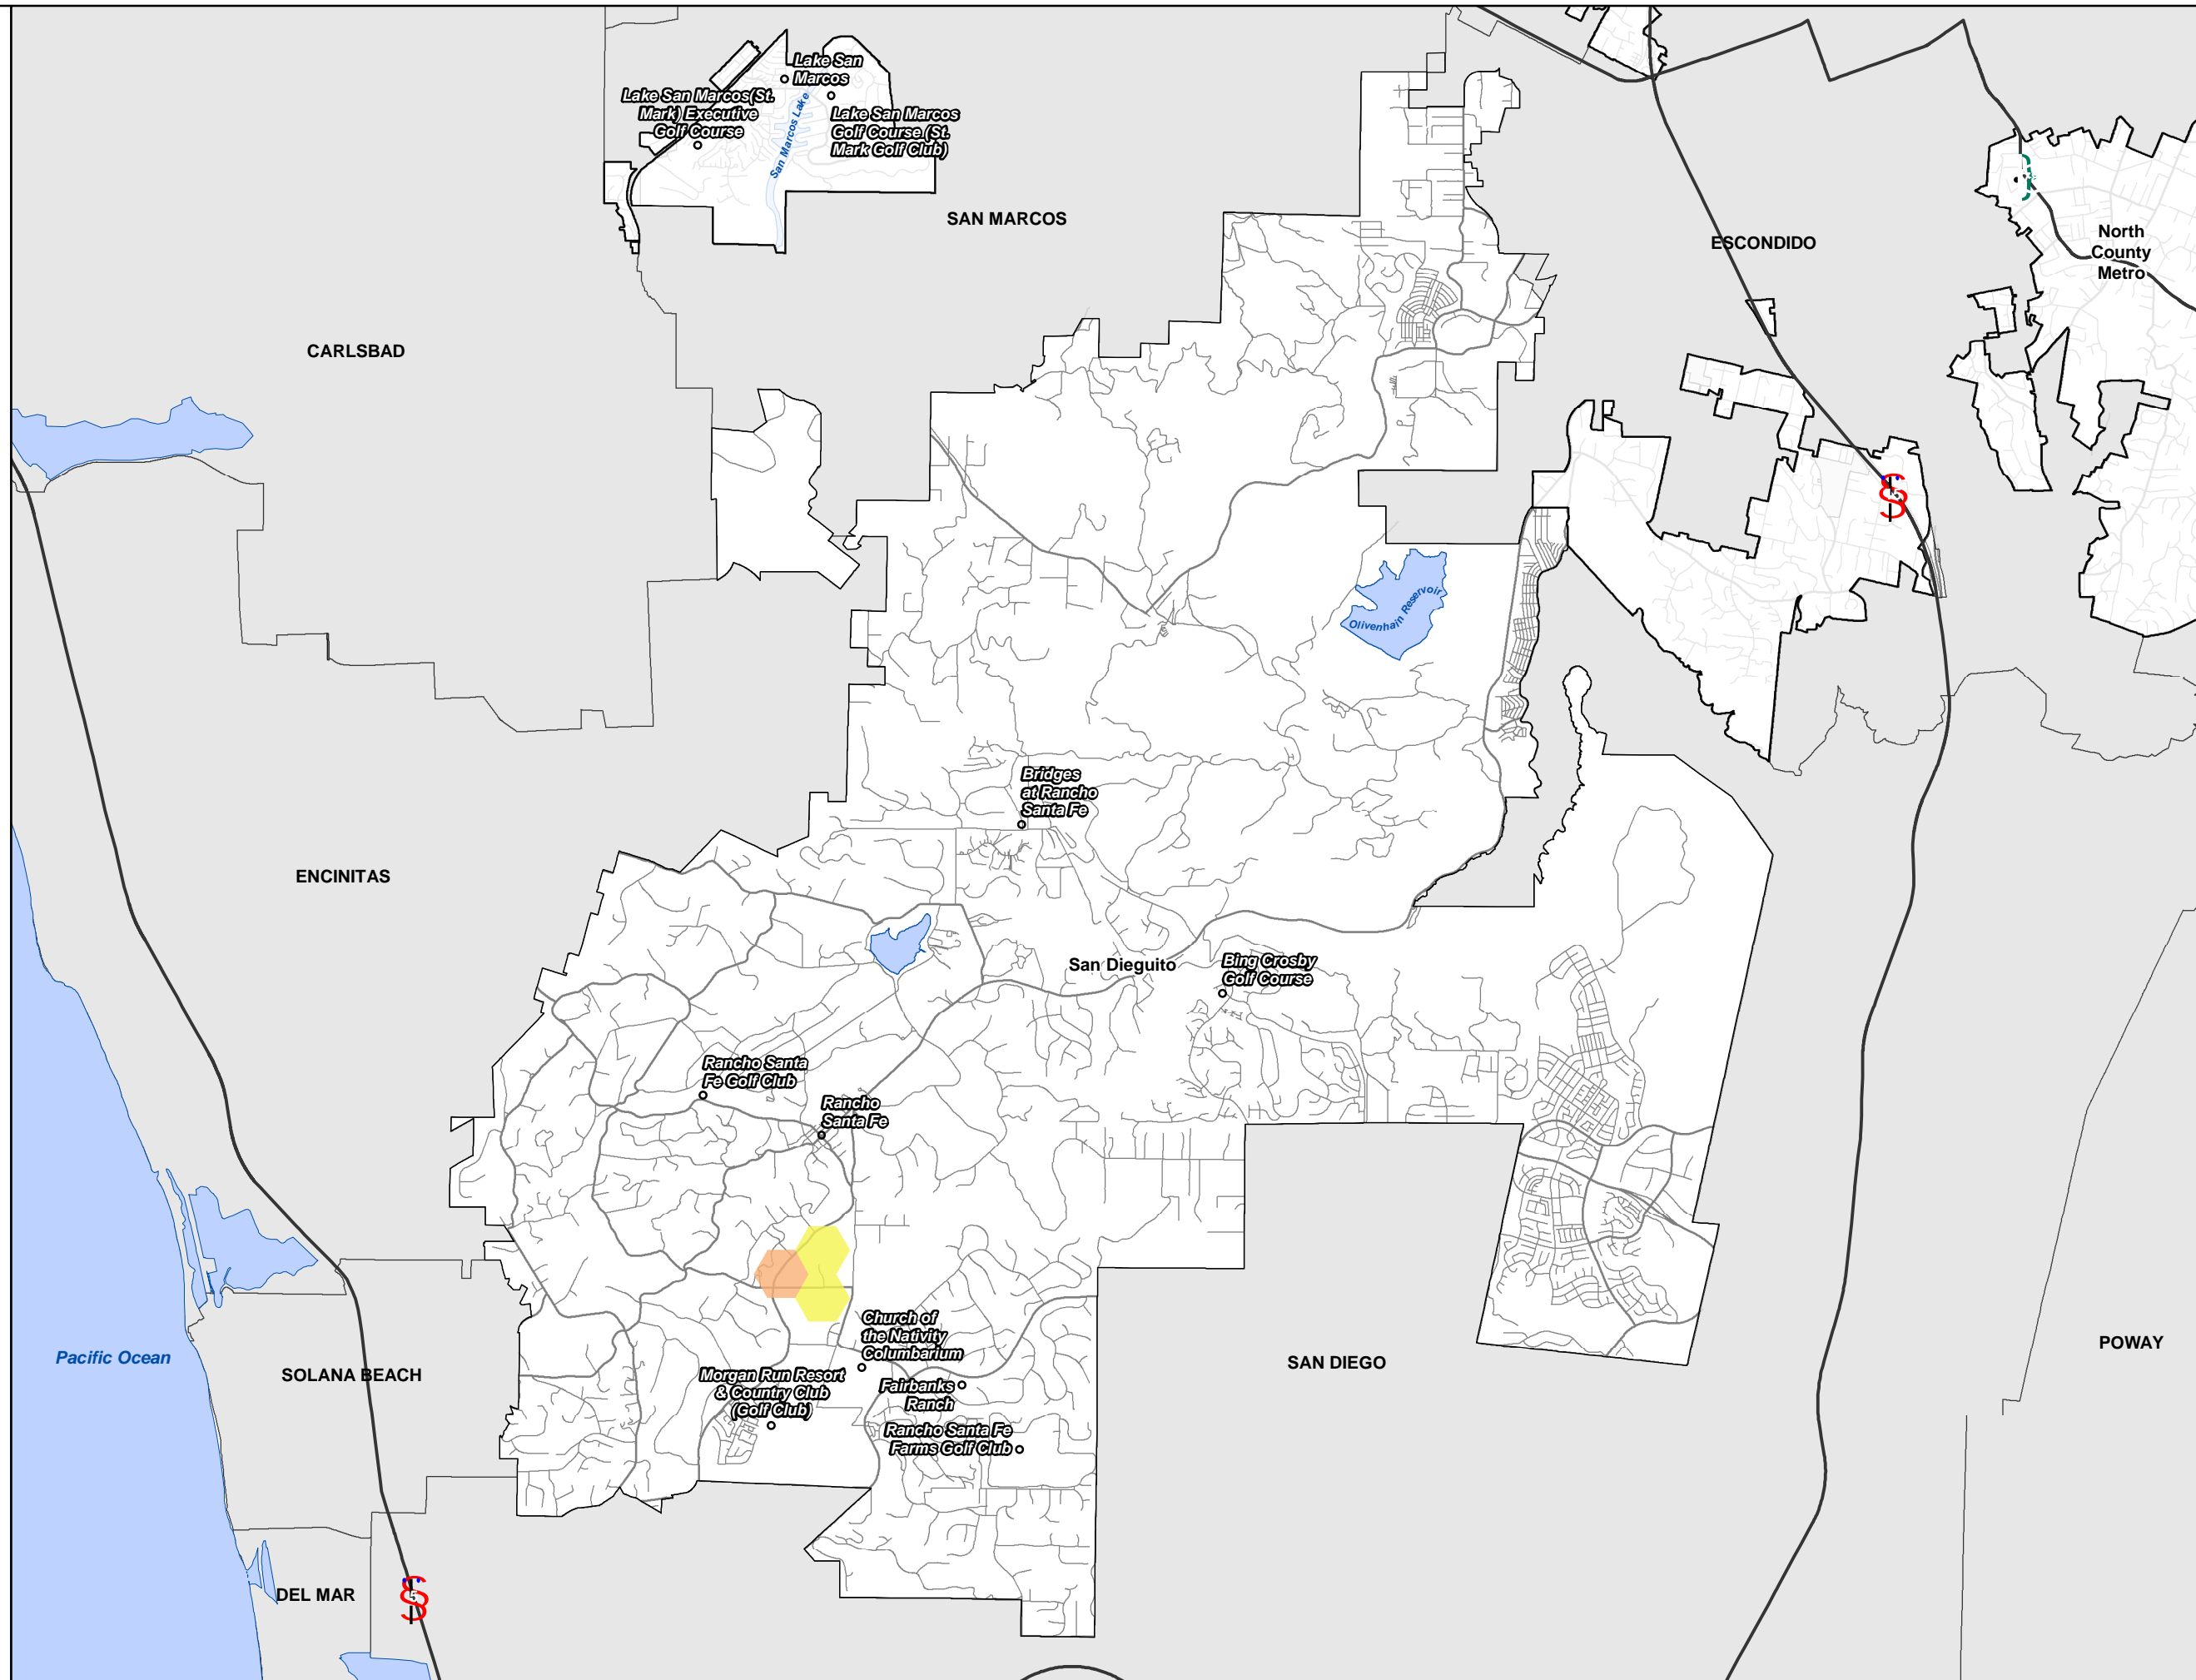 Lake San
Marcos
Lake San Marcos(St.
Mark) Executive
Golf Course
Lake San Marcos
Golf Course (St.
Mark Golf Club)
San Marcos Lake
SAN MARCOS
ESCONDIDO
North
County
Metro
CARLSBAD
Olivenhain Reservoir
Bridges
at Rancho
Santa Fe
ENCINITAS
San Dieguito
Bing Crosby
Golf Course
Rancho Santa
Fe Golf Club
Rancho
Santa Fe
Church of
the Nativity
Columbarium
Pacific Ocean
SOLANA BEACH
Morgan Run Resort
& Country Club
(Golf Club)
Fairbanks
Ranch
Rancho Santa Fe
Farms Golf Club
SAN DIEGO
POWAY
DEL MAR